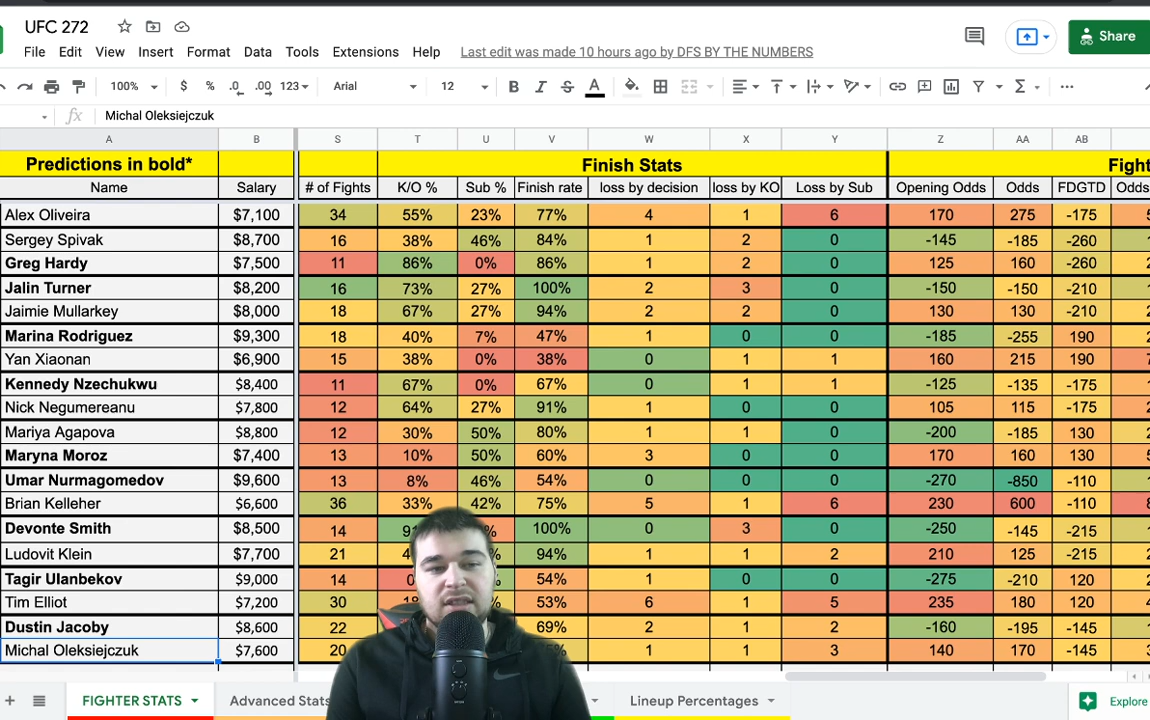 UFC 272
File Edit View Insert Format Data Tools Extensions Help Last edit was made 10 hours ago by DFS BY THE NUMBERS
Share
100% $ % .0 .00 123 Arial 12 B I S A
fx Michal Oleksiejczuk
A B S T U V W X Y Z AA AB
Predictions in bold* Finish Stats Fight
Name Salary # of Fights K/O % Sub % Finish rate loss by decision loss by KO Loss by Sub Opening Odds Odds FDGTD Odds
Alex Oliveira $7,100 34 55% 23% 77% 4 1 6 170 275 -175
Sergey Spivak $8,700 16 38% 46% 84% 1 2 0 -145 -185 -260
Greg Hardy $7,500 11 86% 0% 86% 1 2 0 125 160 -260
Jalin Turner $8,200 16 73% 27% 100% 2 3 0 -150 -150 -210
Jaimie Mullarkey $8,000 18 67% 27% 94% 2 2 0 130 130 -210
Marina Rodriguez $9,300 18 40% 7% 47% 1 0 0 -185 -255 190
Yan Xiaonan $6,900 15 38% 0% 38% 0 1 1 160 215 190
Kennedy Nzechukwu $8,400 11 67% 0% 67% 0 1 1 -125 -135 -175
Nick Negumereanu $7,800 12 64% 27% 91% 1 0 0 105 115 -175
Mariya Agapova $8,800 12 30% 50% 80% 1 1 0 -200 -185 130
Maryna Moroz $7,400 13 10% 50% 60% 3 0 0 170 160 130
Umar Nurmagomedov $9,600 13 8% 46% 54% 0 0 0 -270 -850 -110
Brian Kelleher $6,600 36 33% 42% 75% 5 1 6 230 600 -110
Devonte Smith $8,500 14 100% 0 3 0 -250 -145 -215
Ludovit Klein $7,700 21 94% 1 1 2 210 125 -215
Tagir Ulanbekov $9,000 14 54% 1 0 0 -275 -210 120
Tim Elliot $7,200 30 53% 6 1 5 235 180 120
Dustin Jacoby $8,600 22 69% 2 1 2 -160 -195 -145
Michal Oleksiejczuk $7,600 20 1 1 3 140 170 -145
+ FIGHTER STATS Advanced Stats Lineup Percentages Explore